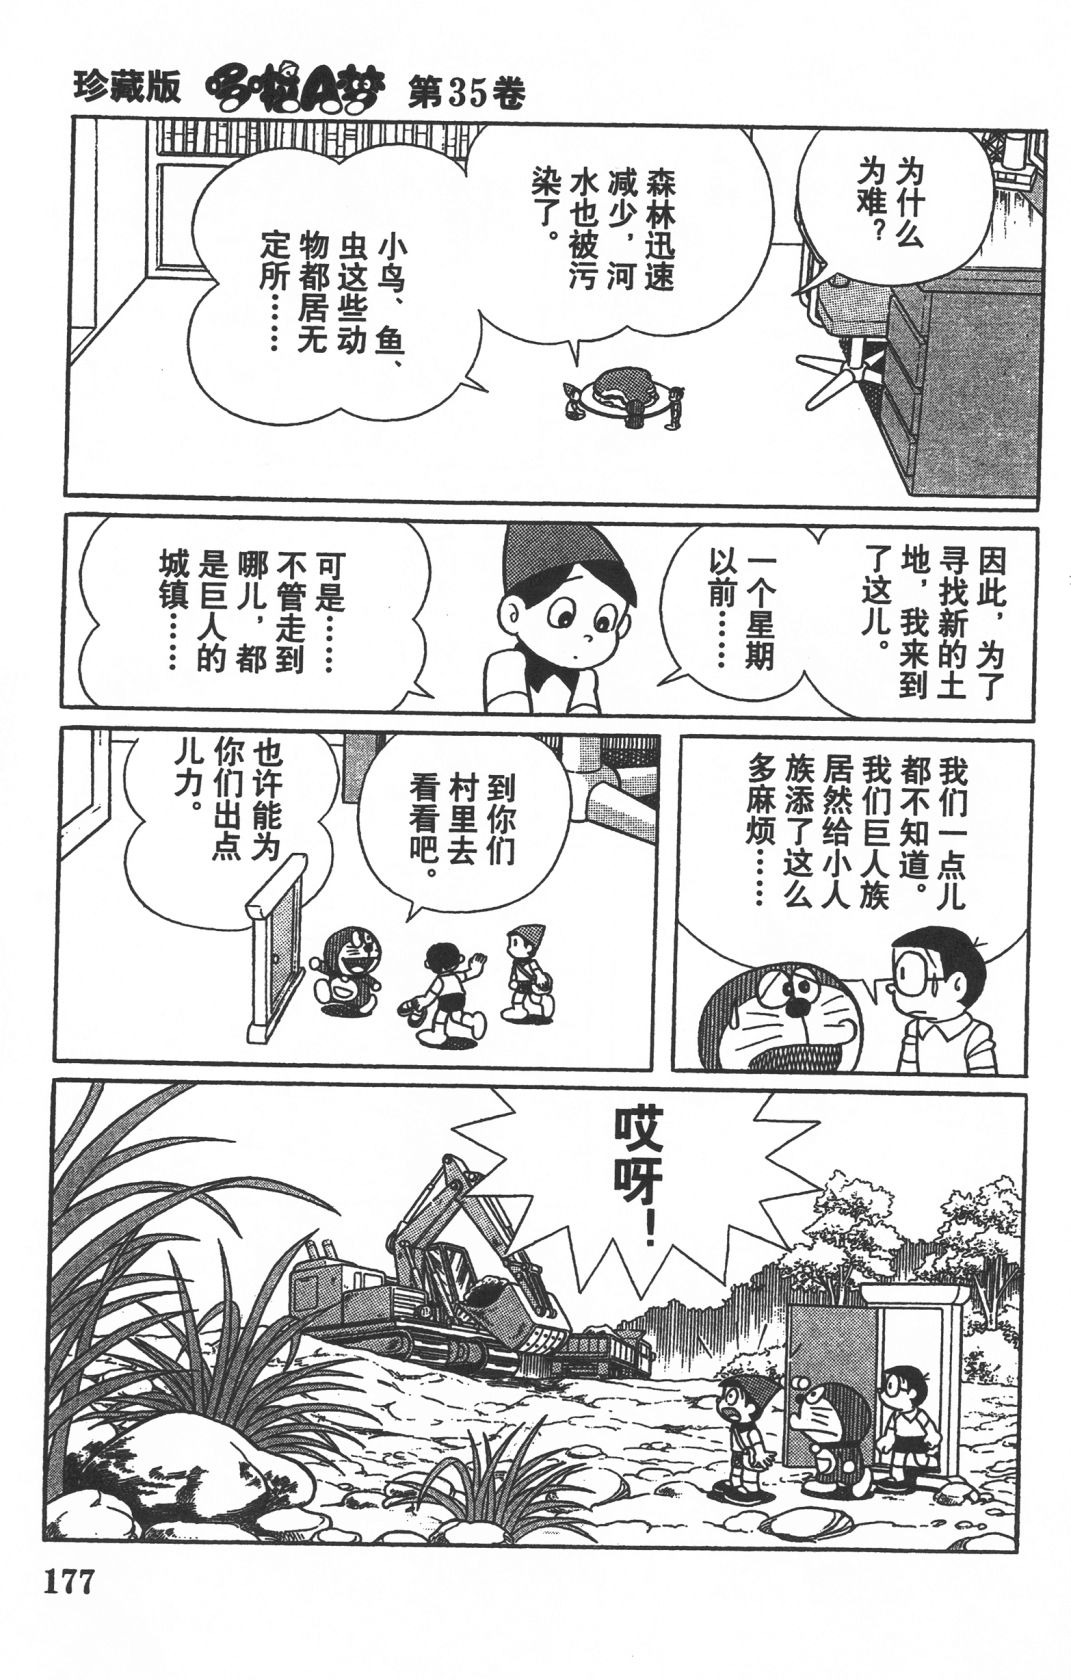 珍藏版 哆啦A梦 第35卷
为什么
为难？
森林迅速
减少，河
水也被污
染了。
小鸟、鱼、
虫这些动
物都居无
定所……
因此，为了
寻找新的土
地，我来到
了这儿。
一个星期
以前……
可是……
不管走到
哪儿，都
是巨人的
城镇……
我们一点儿
都不知道。
我们巨人族
居然给小人
族添了这么
多麻烦……
到你们
村里去
看看吧。
也许能为
你们出点
儿力。
哎呀！
177